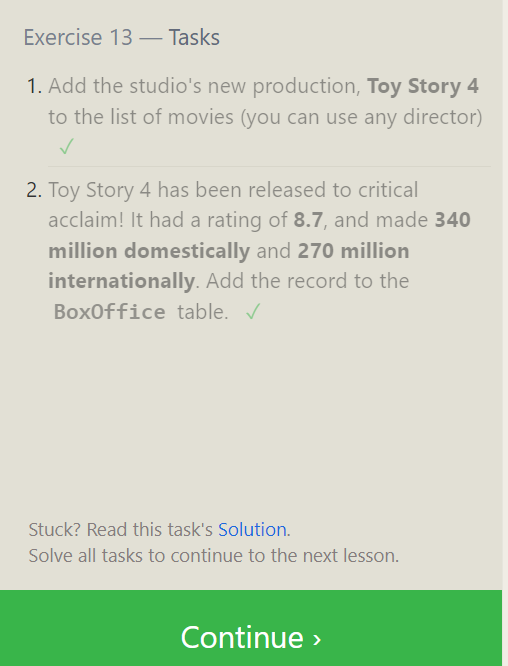 Exercise 13 — Tasks
1. Add the studio's new production, Toy Story 4
to the list of movies (you can use any director)
✓
2. Toy Story 4 has been released to critical
acclaim! It had a rating of 8.7, and made 340
million domestically and 270 million
internationally. Add the record to the
BoxOffice table. ✓
Stuck? Read this task's Solution.
Solve all tasks to continue to the next lesson.
Continue ›